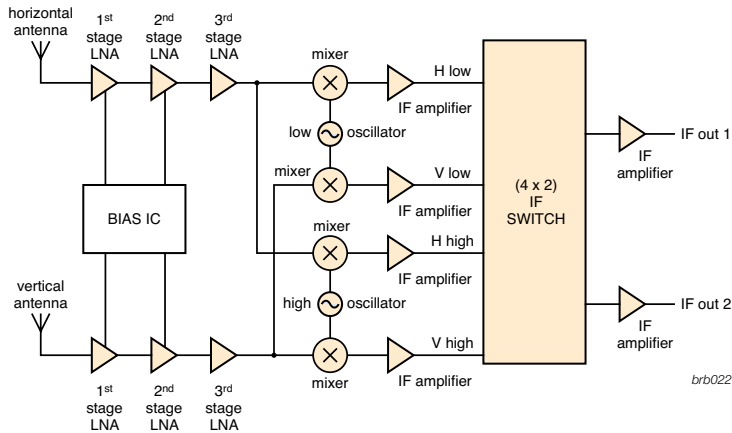 horizontal
antenna
1st
stage
LNA
2nd
stage
LNA
3rd
stage
LNA
mixer
H low
IF amplifier
low
oscillator
mixer
V low
IF amplifier
BIAS IC
mixer
H high
IF amplifier
high
oscillator
V high
IF amplifier
mixer
vertical
antenna
1st
stage
LNA
2nd
stage
LNA
3rd
stage
LNA
(4 x 2)
IF
SWITCH
IF out 1
IF
amplifier
IF out 2
IF
amplifier
brb022